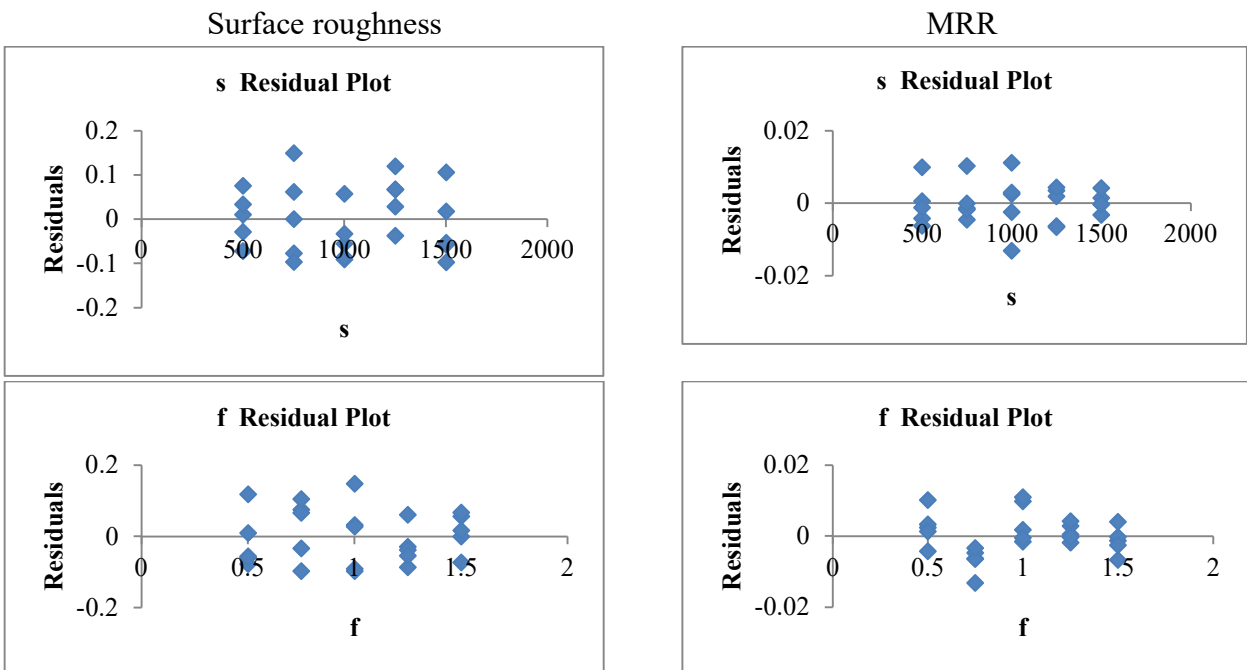 Surface roughness
MRR
s Residual Plot
0.2
0.1
0
-0.1
-0.2
Residuals
0 500 1000 1500 2000
s
s Residual Plot
0.02
0
-0.02
Residuals
0 500 1000 1500 2000
s
f Residual Plot
0.2
0
-0.2
Residuals
0 0.5 1 1.5 2
f
f Residual Plot
0.02
0
-0.02
Residuals
0 0.5 1 1.5 2
f